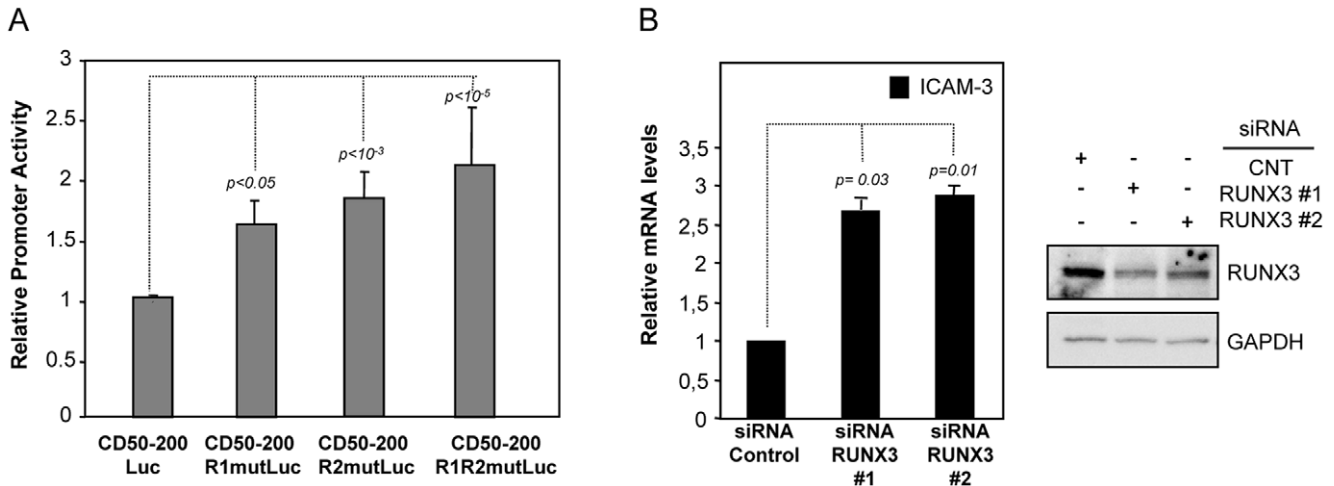 A
Relative Promoter Activity
3
2.5
2
1.5
1
0.5
0
p<0.05
p<10-3
p<10-5
CD50-200 Luc
CD50-200 R1mutLuc
CD50-200 R2mutLuc
CD50-200 R1R2mutLuc
B
Relative mRNA levels
ICAM-3
3,5
3
2,5
2
1,5
1
0,5
0
p= 0.03
p=0.01
siRNA Control
siRNA RUNX3 #1
siRNA RUNX3 #2
siRNA
+ - - CNT
- + - RUNX3 #1
- - + RUNX3 #2
RUNX3
GAPDH